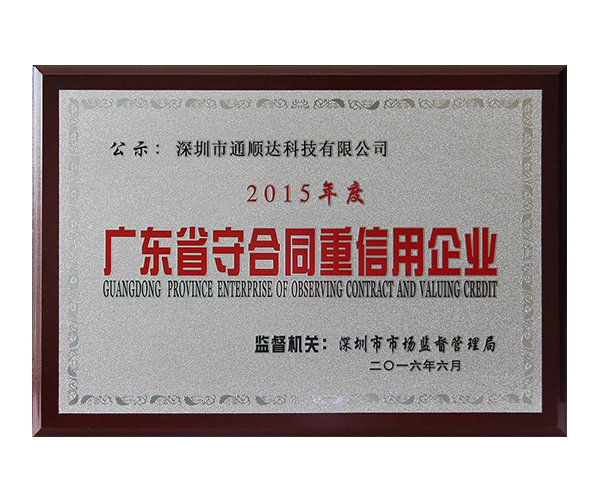 公示：深圳市通顺达科技有限公司
2015年度
广东省守合同重信用企业
GUANGDONG PROVINCE ENTERPRISE OF OBSERVING CONTRACT AND VALUING CREDIT
监督机关：深圳市市场监督管理局
二〇一六年六月